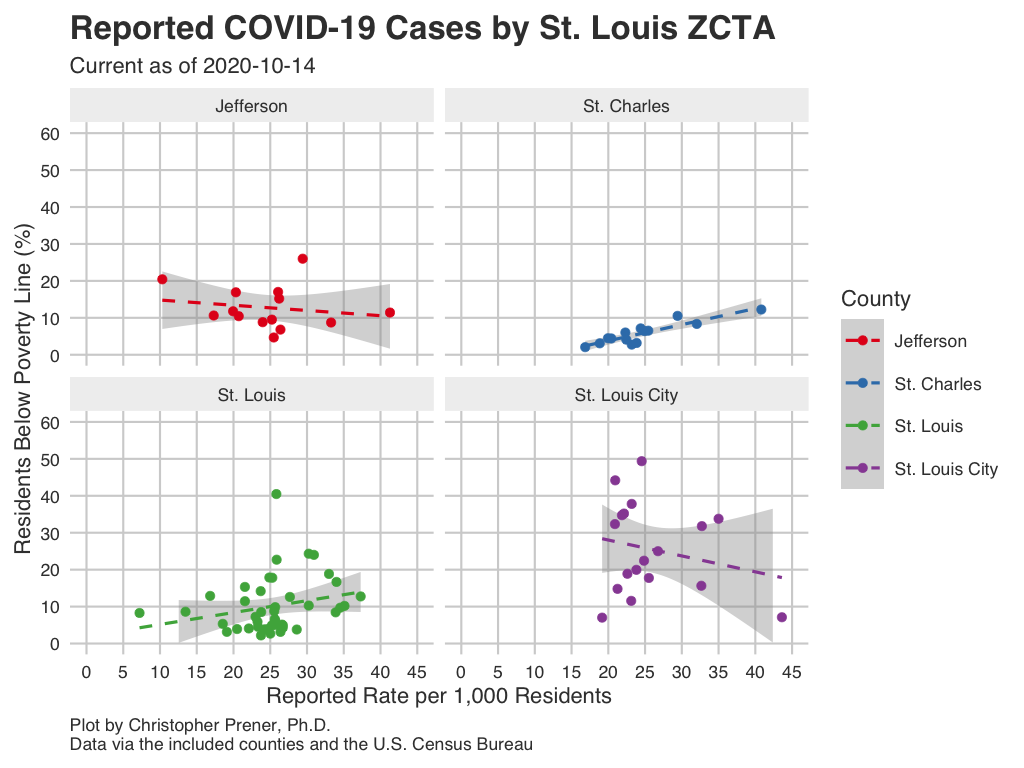 Reported COVID-19 Cases by St. Louis ZCTA
Current as of 2020-10-14
Jefferson
St. Charles
60
50
40
30
20
10
0
St. Louis
St. Louis City
60
50
40
30
20
10
0
0 5 10 15 20 25 30 35 40 45
0 5 10 15 20 25 30 35 40 45
Residents Below Poverty Line (%)
Reported Rate per 1,000 Residents
County
Jefferson
St. Charles
St. Louis
St. Louis City
Plot by Christopher Prener, Ph.D.
Data via the included counties and the U.S. Census Bureau